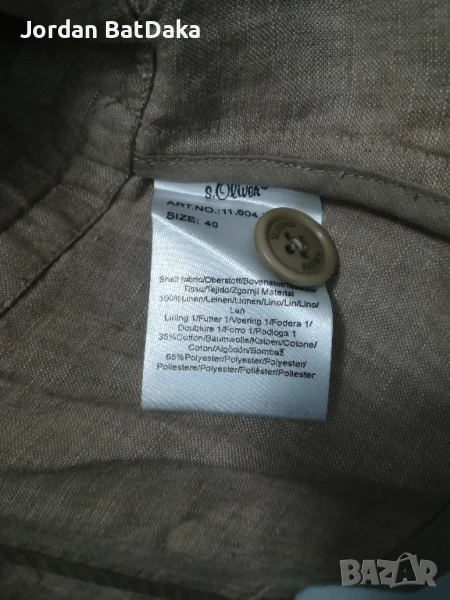 Jordan BatDaka
s.Oliver
ART.NO.:11.604
SIZE: 40
Shell fabric/Oberstoff/Bovenstof/
Tissu/Tejido/Zgornji Material
100%Linen/Leinen/Linnen/Lino/Lin/Lino/
Lan
Lining 1/Futter 1/Voering 1/Fodera 1/
Doublure 1/Forro 1/Podloga 1
35%Cotton/Baumwolle/Katoen/Cotone/
Coton/Algodón/Bombaž
65%Polyester/Polyester/Polyester/
Poliestere/Polyester/Poliéster/Poliester
BAZAR